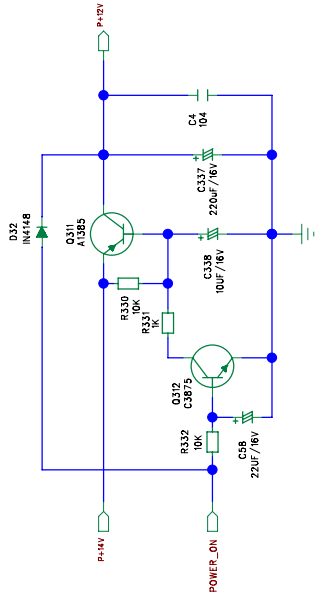 P+12V
C4
104
C337
220uF/16V
D32
IN4148
Q311
A1385
C338
10UF/16V
R330
10K
R331
1K
Q312
C3875
R332
10K
C58
22UF/16V
P+14V
POWER_ON